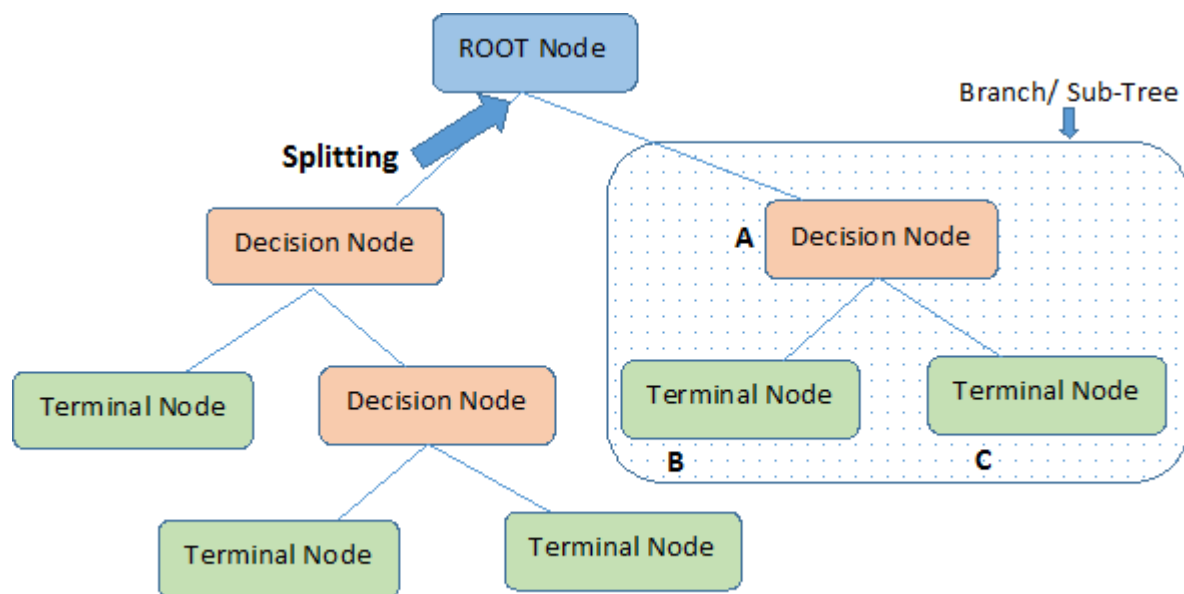 ROOT Node
Branch/ Sub-Tree
Splitting
Decision Node
A
Decision Node
Terminal Node
Decision Node
Terminal Node
Terminal Node
B
C
Terminal Node
Terminal Node